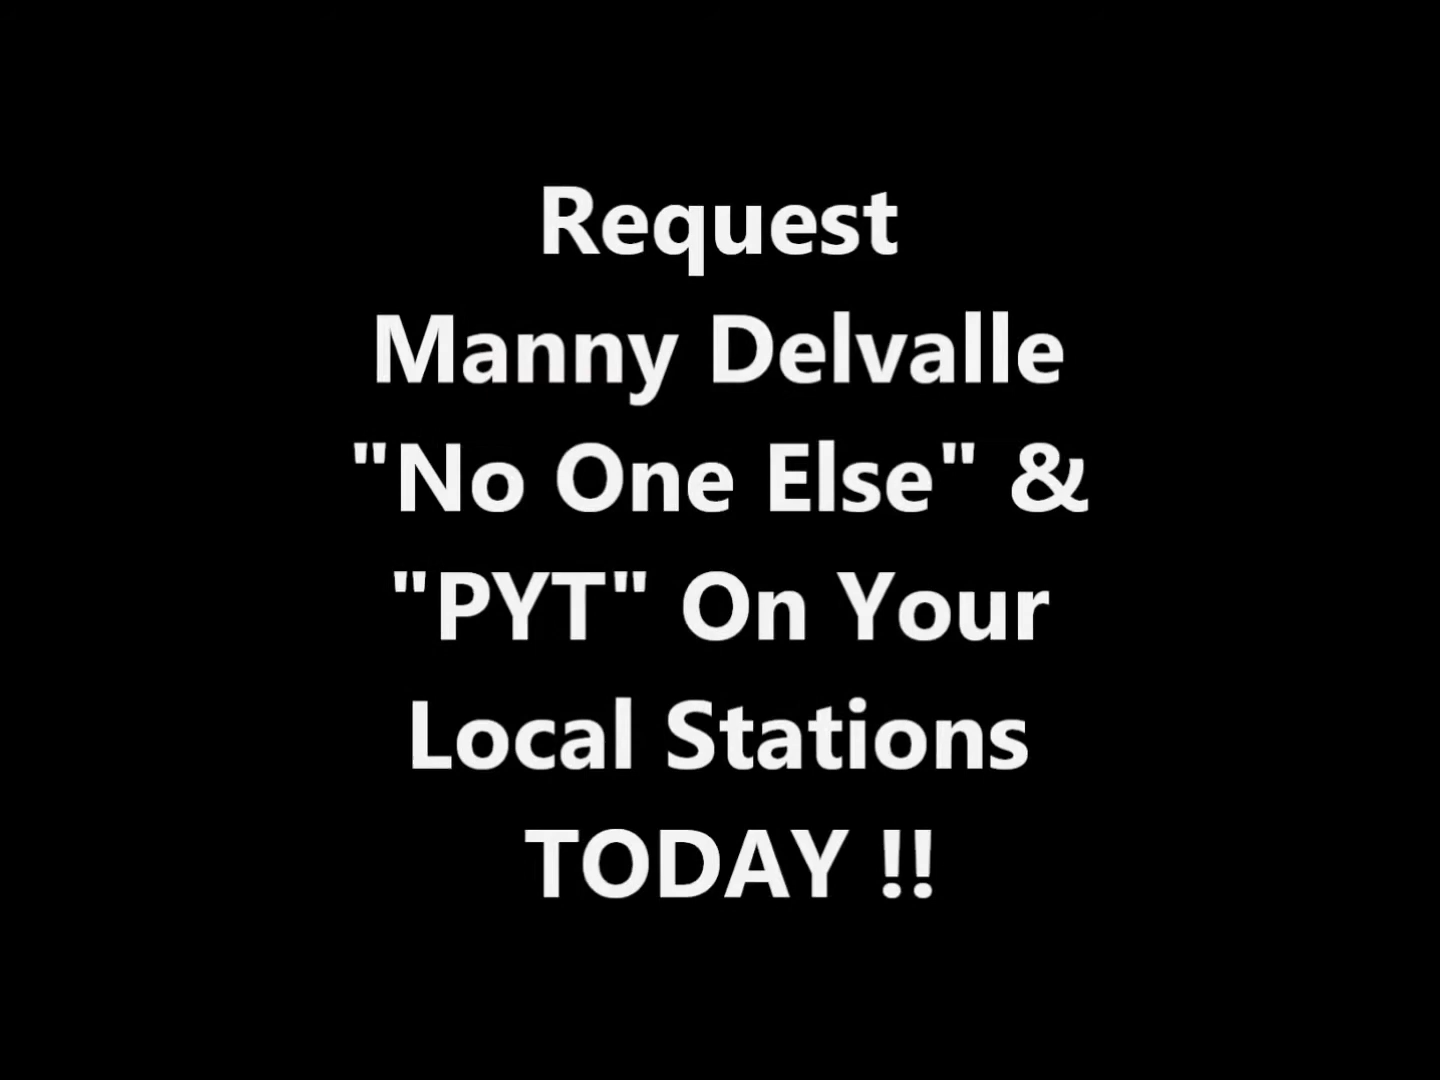 Request
Manny Delvalle
"No One Else" &
"PYT" On Your
Local Stations
TODAY !!